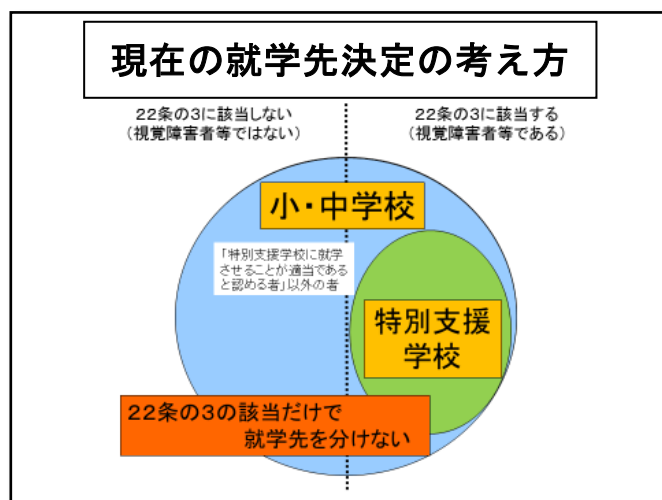 現在の就学先決定の考え方
22条の3に該当しない
（視覚障害者等ではない）
22条の3に該当する
（視覚障害者等である）
小・中学校
「特別支援学校に就学
させることが適当である
と認める者」以外の者
特別支援
学校
22条の3の該当だけで
就学先を分けない